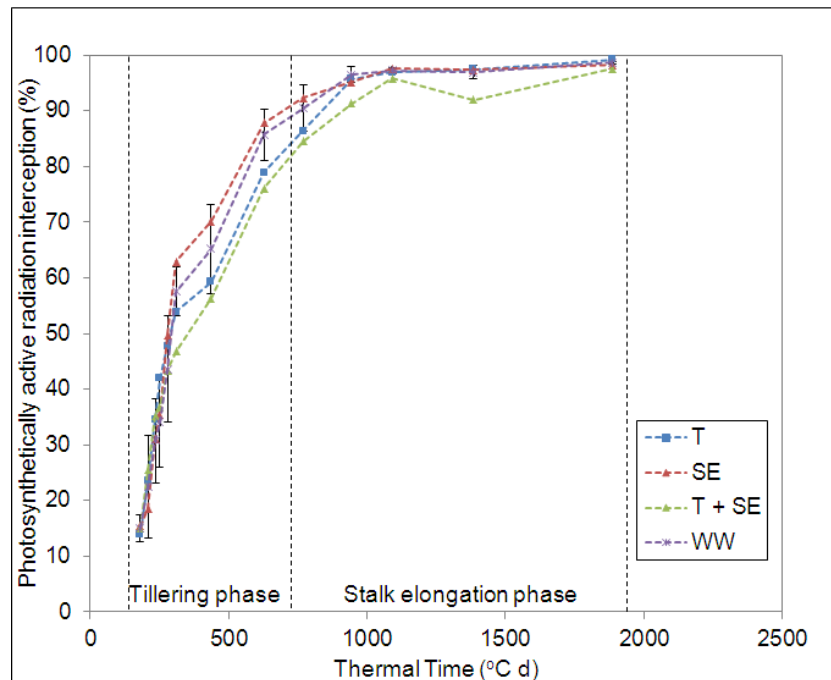 Photosynthetically active radiation interception (%)
100
90
80
70
60
50
40
30
20
10
0
Tillering phase
Stalk elongation phase
T
SE
T + SE
WW
0 500 1000 1500 2000 2500
Thermal Time (°C d)